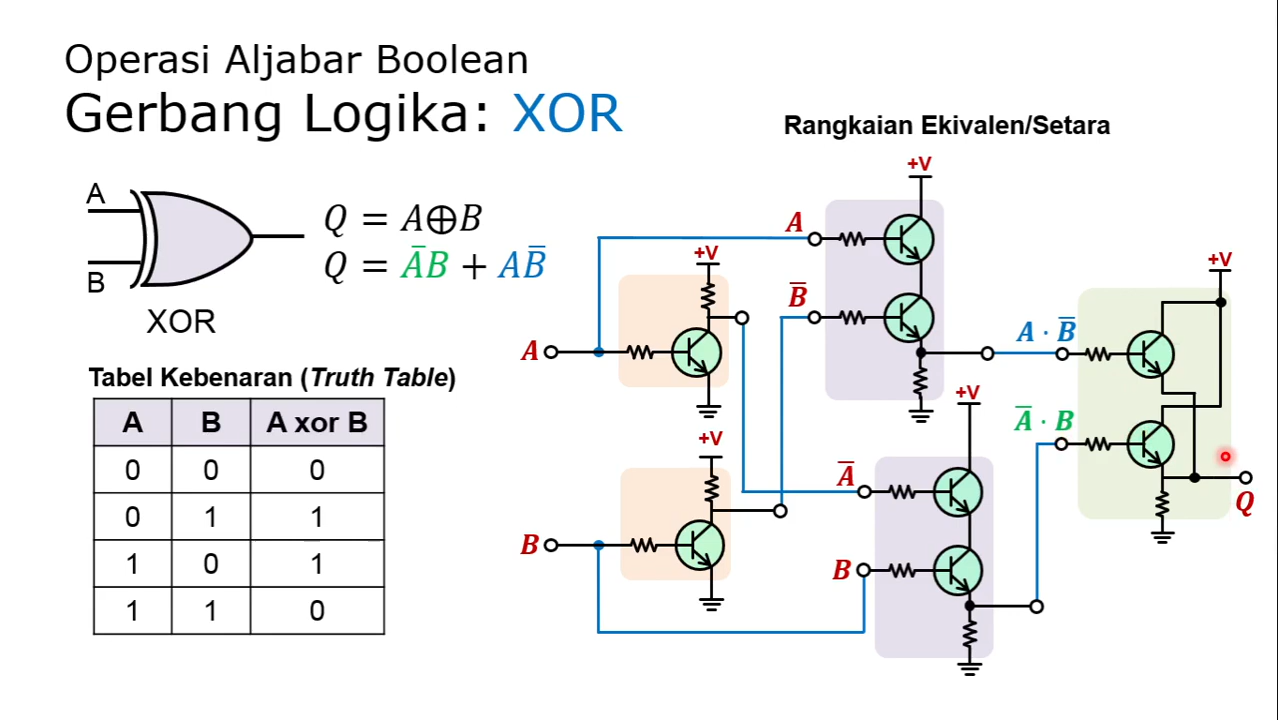 Operasi Aljabar Boolean
Gerbang Logika: XOR
Rangkaian Ekivalen/Setara
A
B
XOR
Q = A⊕B
Q = A̅B + AB̅
Tabel Kebenaran (Truth Table)
A B A xor B
0 0 0
0 1 1
1 0 1
1 1 0
A
+V
B
+V
A
B̅
+V
A̅
B
+V
A · B̅
A̅ · B
+V
Q